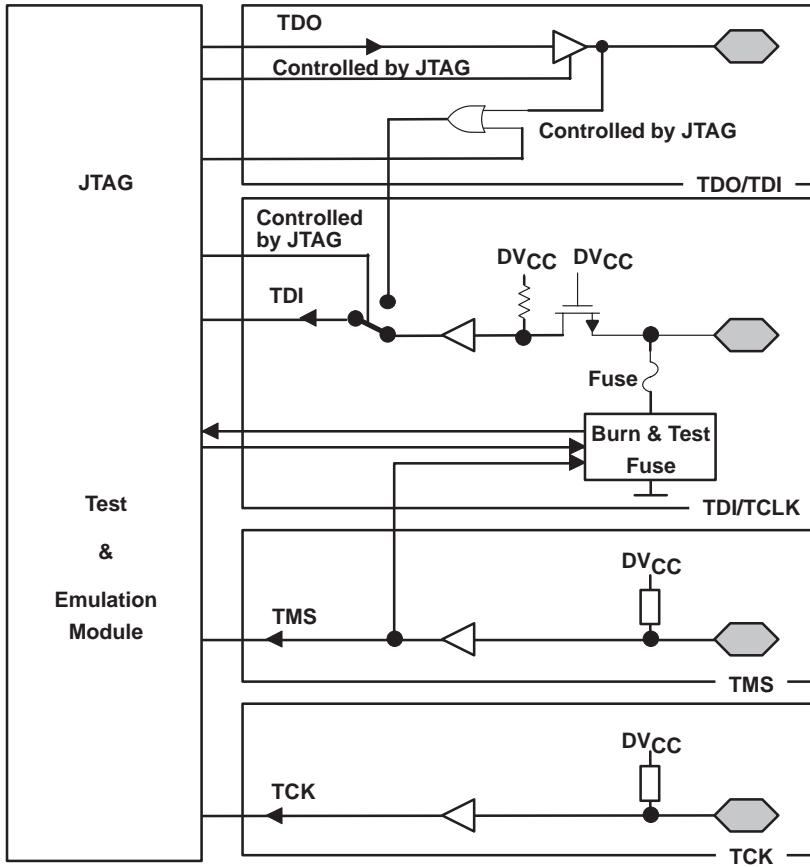 JTAG
Test
&
Emulation
Module
TDO
Controlled by JTAG
Controlled by JTAG
TDO/TDI
Controlled
by JTAG
TDI
DVCC
DVCC
Fuse
Burn & Test
Fuse
TDI/TCLK
DVCC
TMS
TMS
DVCC
TCK
TCK